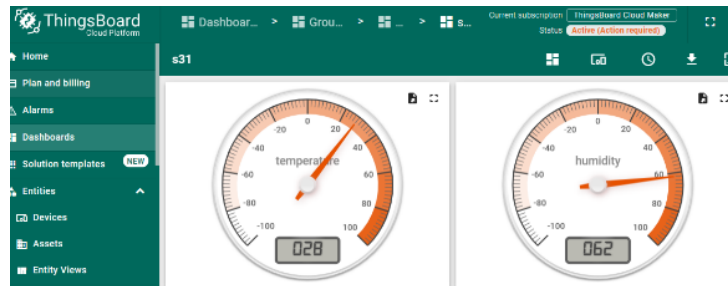 ThingsBoard
Cloud Platform
Dashboar... > Grou... > ... > s...
Current subscription ThingsBoard Cloud Maker
Status Active (Action required)
Home
Plan and billing
Alarms
Dashboards
Solution templates NEW
Entities
Devices
Assets
Entity Views
s31
-100 -80 -60 -40 -20 0 20 40 60 80 100
temperature
028
-100 -80 -60 -40 -20 0 20 40 60 80 100
humidity
062